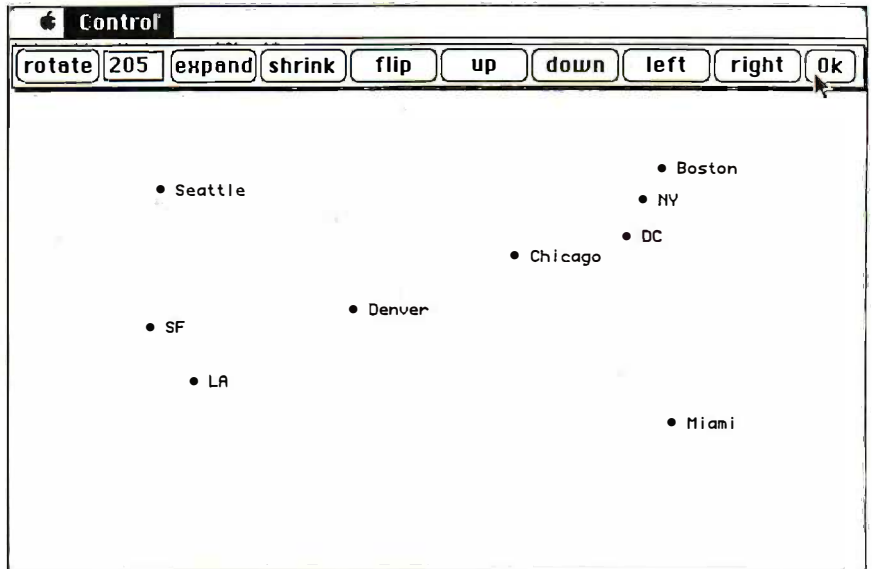 Control
rotate 205 expand shrink flip up down left right Ok
Boston
Seattle
NY
DC
Chicago
Denver
SF
LA
Miami